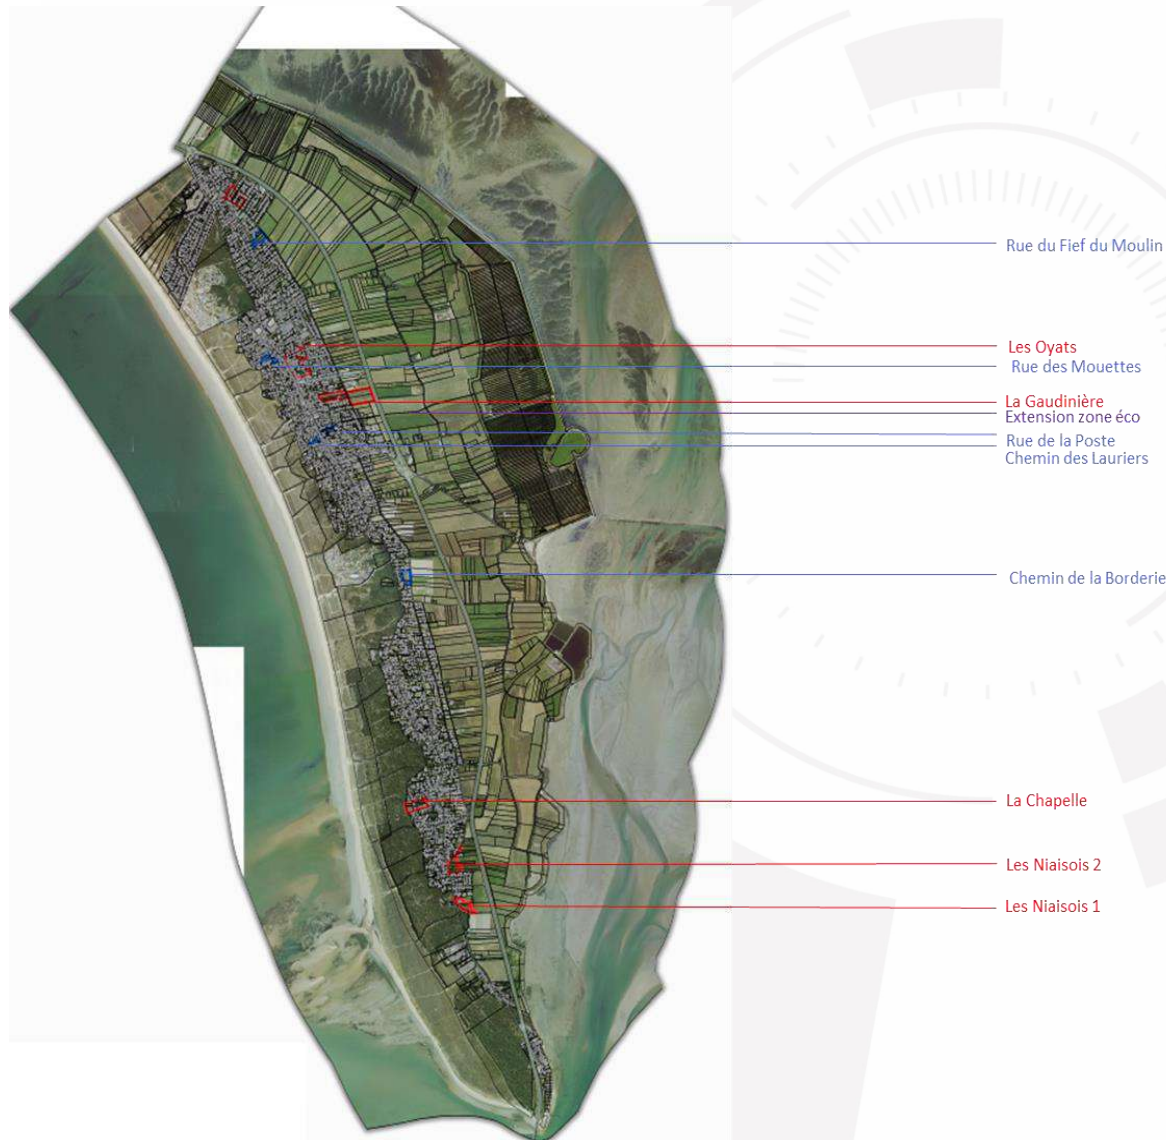 Rue du Fief du Moulin
Les Oyats
Rue des Mouettes
La Gaudinière
Extension zone éco
Rue de la Poste
Chemin des Lauriers
Chemin de la Borderie
La Chapelle
Les Niaisois 2
Les Niaisois 1